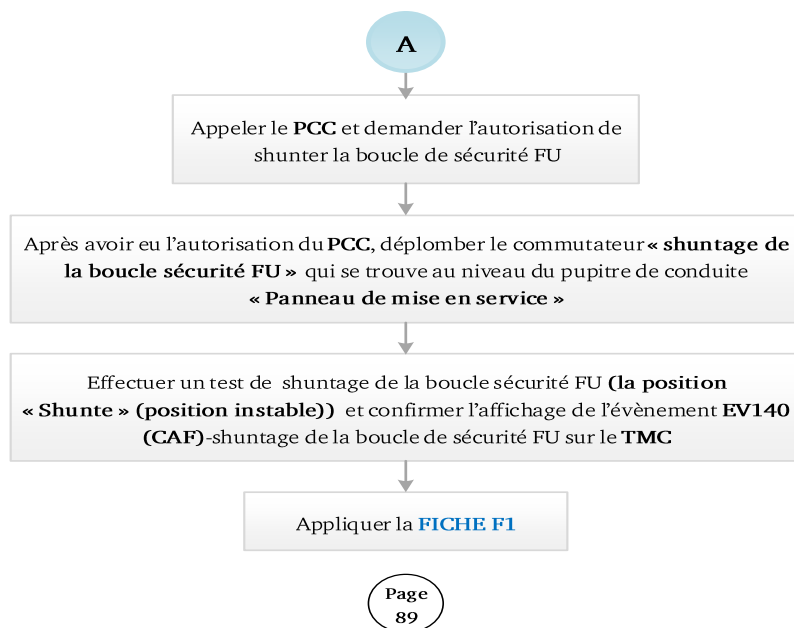 A
Appeler le PCC et demander l'autorisation de
shunter la boucle de sécurité FU
Après avoir eu l'autorisation du PCC, déplomber le commutateur « shuntage de
la boucle sécurité FU » qui se trouve au niveau du pupitre de conduite
« Panneau de mise en service »
Effectuer un test de shuntage de la boucle sécurité FU (la position
« Shunte » (position instable)) et confirmer l'affichage de l'évènement EV140
(CAF)-shuntage de la boucle de sécurité FU sur le TMC
Appliquer la FICHE F1
Page
89